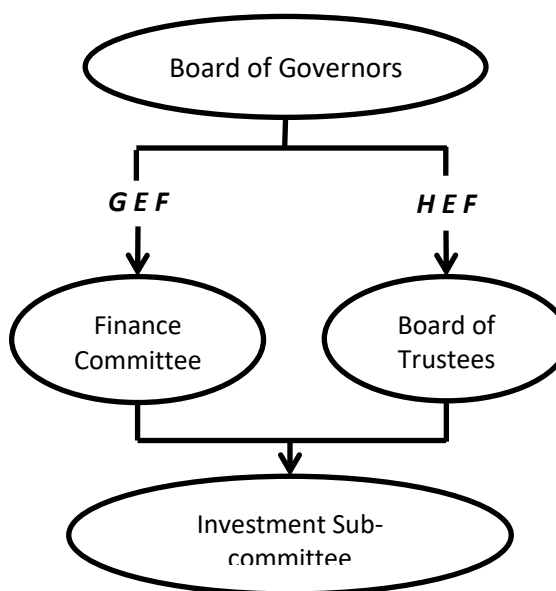 Board of Governors
G E F
H E F
Finance
Committee
Board of
Trustees
Investment Sub-
committee